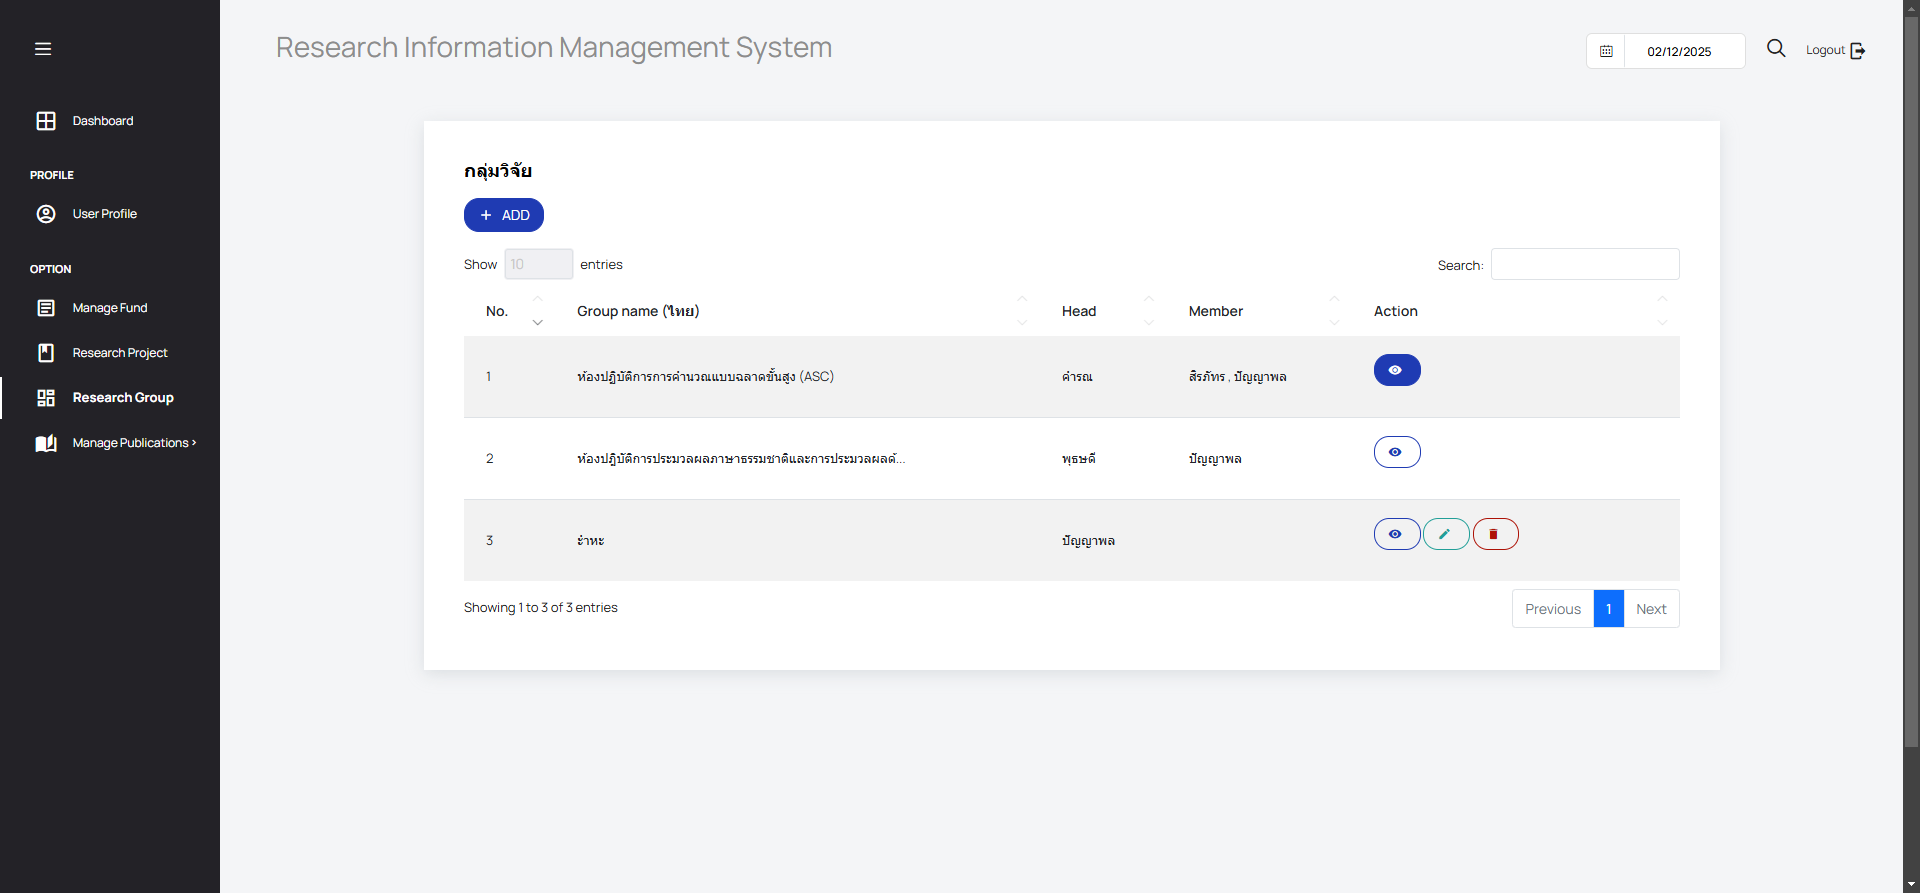 Research Information Management System
02/12/2025
Logout
Dashboard
PROFILE
User Profile
OPTION
Manage Fund
Research Project
Research Group
Manage Publications ›
กลุ่มวิจัย
+ ADD
Show 10 entries
Search:
No. Group name (ไทย) Head Member Action
1 ห้องปฏิบัติการการคำนวณแบบฉลาดขั้นสูง (ASC) คำรณ สิรภัทร , ปัญญาพล
2 ห้องปฏิบัติการประมวลผลภาษาธรรมชาติและการประมวลผลด้... พุธษดี ปัญญาพล
3 ะำหะ ปัญญาพล
Showing 1 to 3 of 3 entries
Previous 1 Next